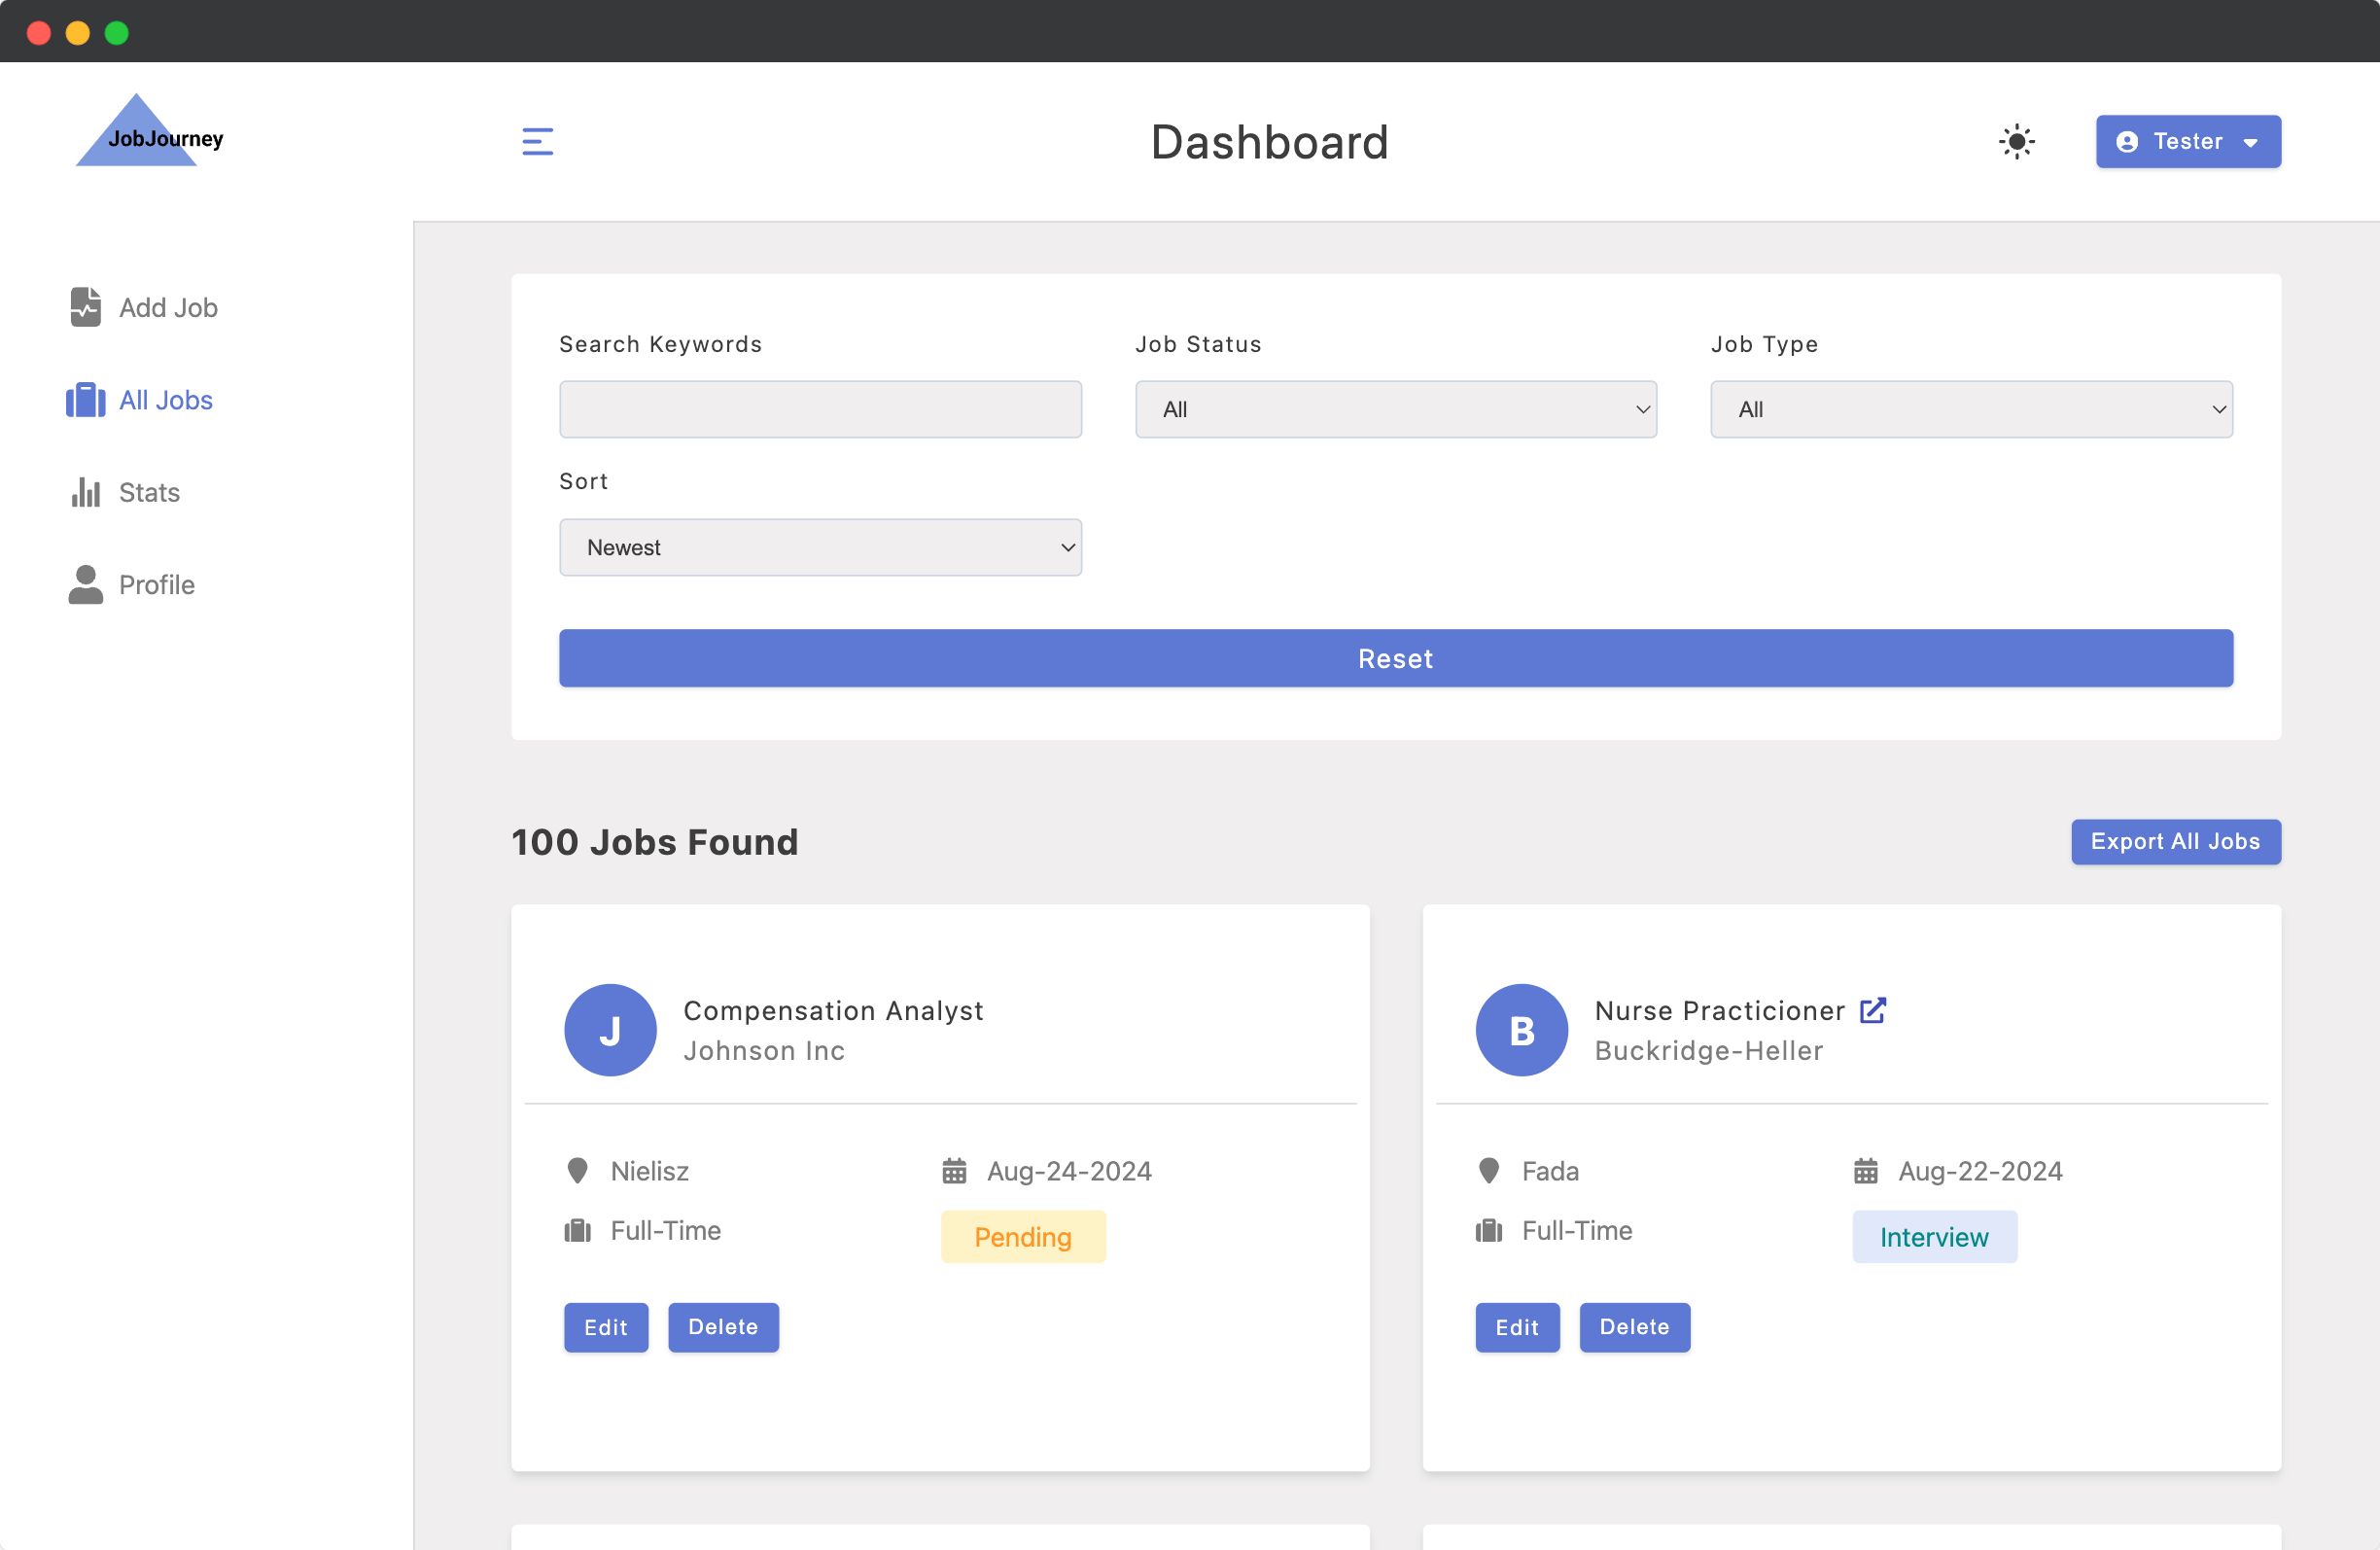 JobJourney
Dashboard
Tester
Add Job
All Jobs
Stats
Profile
Search Keywords
Job Status
Job Type
All
All
Sort
Newest
Reset
100 Jobs Found
Export All Jobs
J
Compensation Analyst
Johnson Inc
Nielisz
Aug-24-2024
Full-Time
Pending
Edit
Delete
B
Nurse Practicioner
Buckridge-Heller
Fada
Aug-22-2024
Full-Time
Interview
Edit
Delete